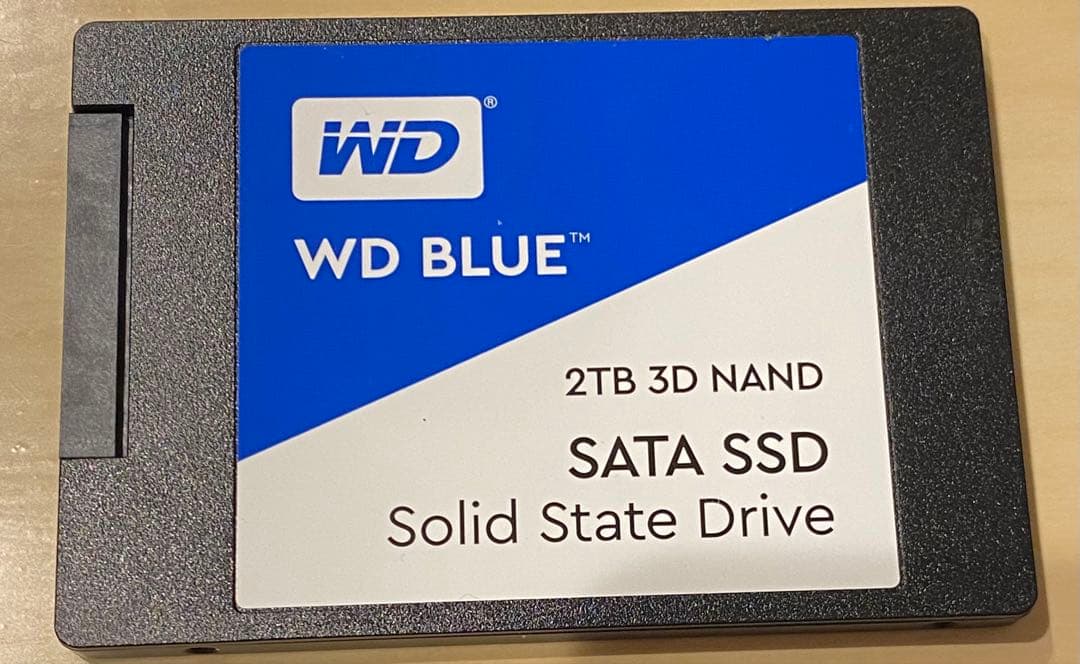 WD®
WD BLUE™
2TB 3D NAND
SATA SSD
Solid State Drive